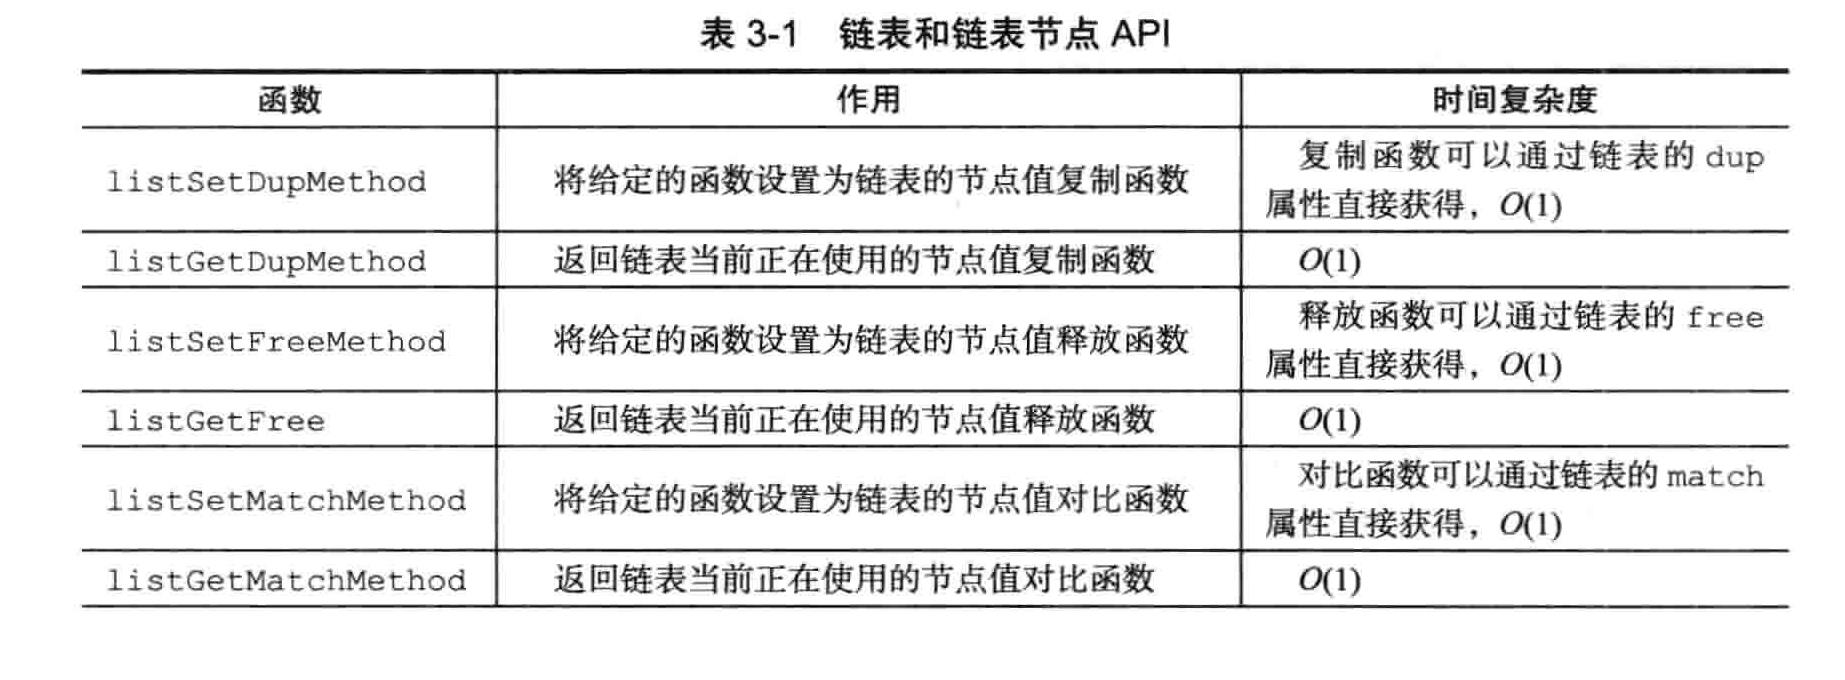 表 3-1 链表和链表节点 API
函数 作用 时间复杂度
listSetDupMethod 将给定的函数设置为链表的节点值复制函数 复制函数可以通过链表的 dup
属性直接获得，O(1)
listGetDupMethod 返回链表当前正在使用的节点值复制函数 O(1)
listSetFreeMethod 将给定的函数设置为链表的节点值释放函数 释放函数可以通过链表的 free
属性直接获得，O(1)
listGetFree 返回链表当前正在使用的节点值释放函数 O(1)
listSetMatchMethod 将给定的函数设置为链表的节点值对比函数 对比函数可以通过链表的 match
属性直接获得，O(1)
listGetMatchMethod 返回链表当前正在使用的节点值对比函数 O(1)